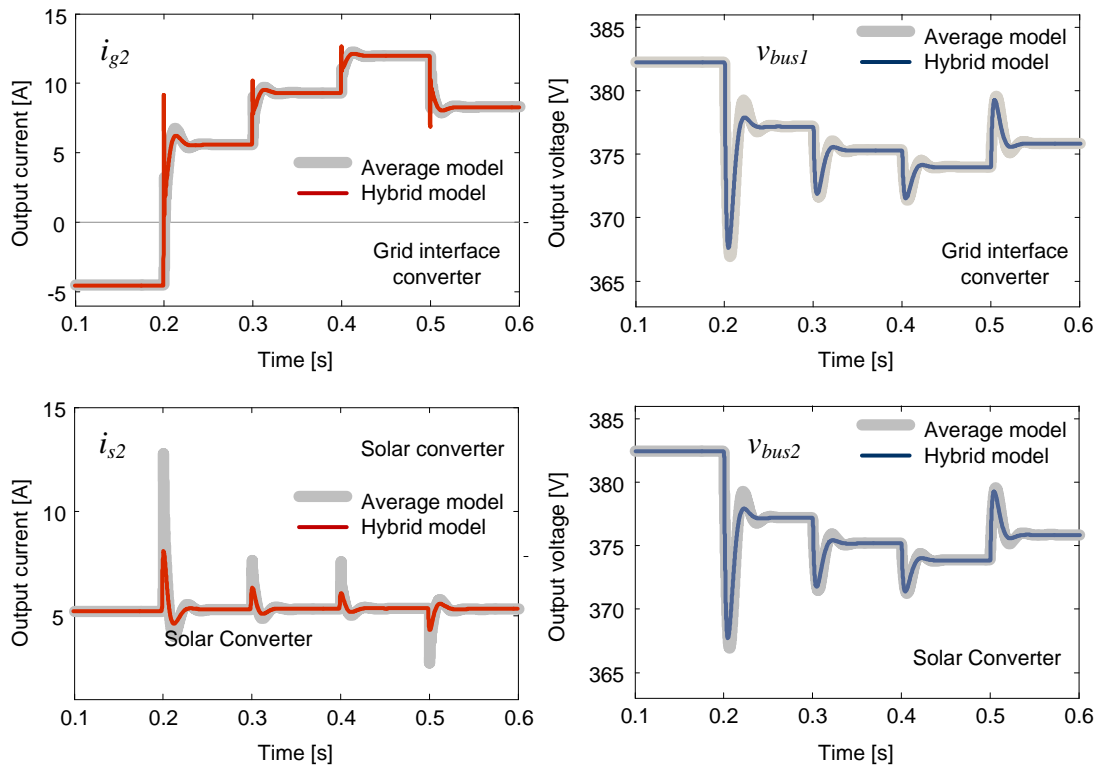 15
10
5
0
-5
Output current [A]
i_g2
Average model
Hybrid model
Grid interface
converter
0.1 0.2 0.3 0.4 0.5 0.6
Time [s]
385
380
375
370
365
Output voltage [V]
v_bus1
Average model
Hybrid model
Grid interface
converter
0.1 0.2 0.3 0.4 0.5 0.6
Time [s]
15
10
5
Output current [A]
i_s2
Solar converter
Average model
Hybrid model
Solar Converter
0.1 0.2 0.3 0.4 0.5 0.6
Time [s]
385
380
375
370
365
Output voltage [V]
v_bus2
Average model
Hybrid model
Solar Converter
0.1 0.2 0.3 0.4 0.5 0.6
Time [s]